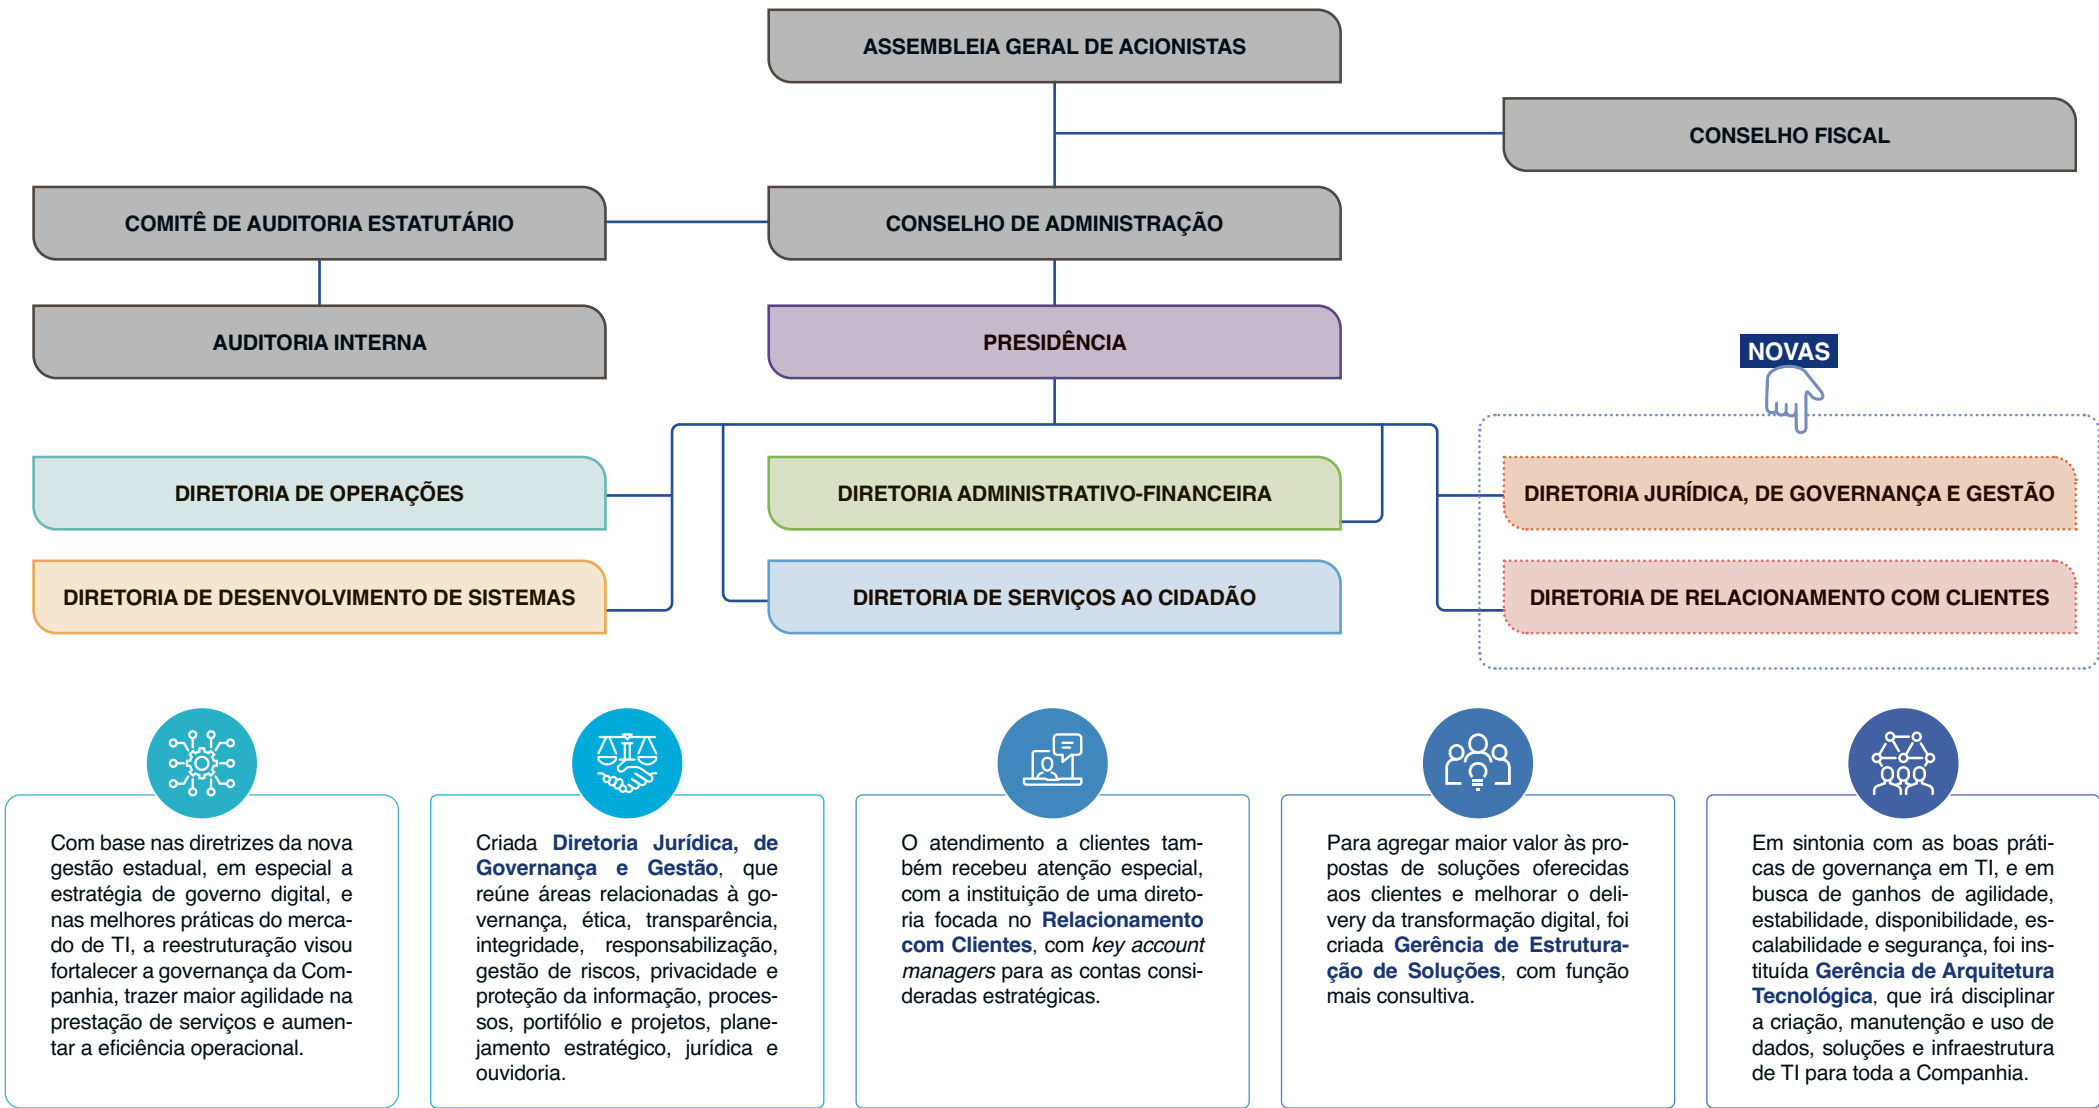 ASSEMBLEIA GERAL DE ACIONISTAS
CONSELHO FISCAL
COMITÊ DE AUDITORIA ESTATUTÁRIO
CONSELHO DE ADMINISTRAÇÃO
AUDITORIA INTERNA
PRESIDÊNCIA
NOVAS
DIRETORIA DE OPERAÇÕES
DIRETORIA ADMINISTRATIVO-FINANCEIRA
DIRETORIA JURÍDICA, DE GOVERNANÇA E GESTÃO
DIRETORIA DE DESENVOLVIMENTO DE SISTEMAS
DIRETORIA DE SERVIÇOS AO CIDADÃO
DIRETORIA DE RELACIONAMENTO COM CLIENTES
Com base nas diretrizes da nova
gestão estadual, em especial a
estratégia de governo digital, e
nas melhores práticas do merca-
do de TI, a reestruturação visou
fortalecer a governança da Com-
panhia, trazer maior agilidade na
prestação de serviços e aumen-
tar a eficiência operacional.
Criada Diretoria Jurídica, de
Governança e Gestão, que
reúne áreas relacionadas à go-
vernança, ética, transparência,
integridade, responsabilização,
gestão de riscos, privacidade e
proteção da informação, proces-
sos, portifólio e projetos, plane-
jamento estratégico, jurídica e
ouvidoria.
O atendimento a clientes tam-
bém recebeu atenção especial,
com a instituição de uma direto-
ria focada no Relacionamento
com Clientes, com key account
managers para as contas consi-
deradas estratégicas.
Para agregar maior valor às pro-
postas de soluções oferecidas
aos clientes e melhorar o deli-
very da transformação digital, foi
criada Gerência de Estrutura-
ção de Soluções, com função
mais consultiva.
Em sintonia com as boas práti-
cas de governança em TI, e em
busca de ganhos de agilidade,
estabilidade, disponibilidade, es-
calabilidade e segurança, foi ins-
tituída Gerência de Arquitetura
Tecnológica, que irá disciplinar
a criação, manutenção e uso de
dados, soluções e infraestrutura
de TI para toda a Companhia.